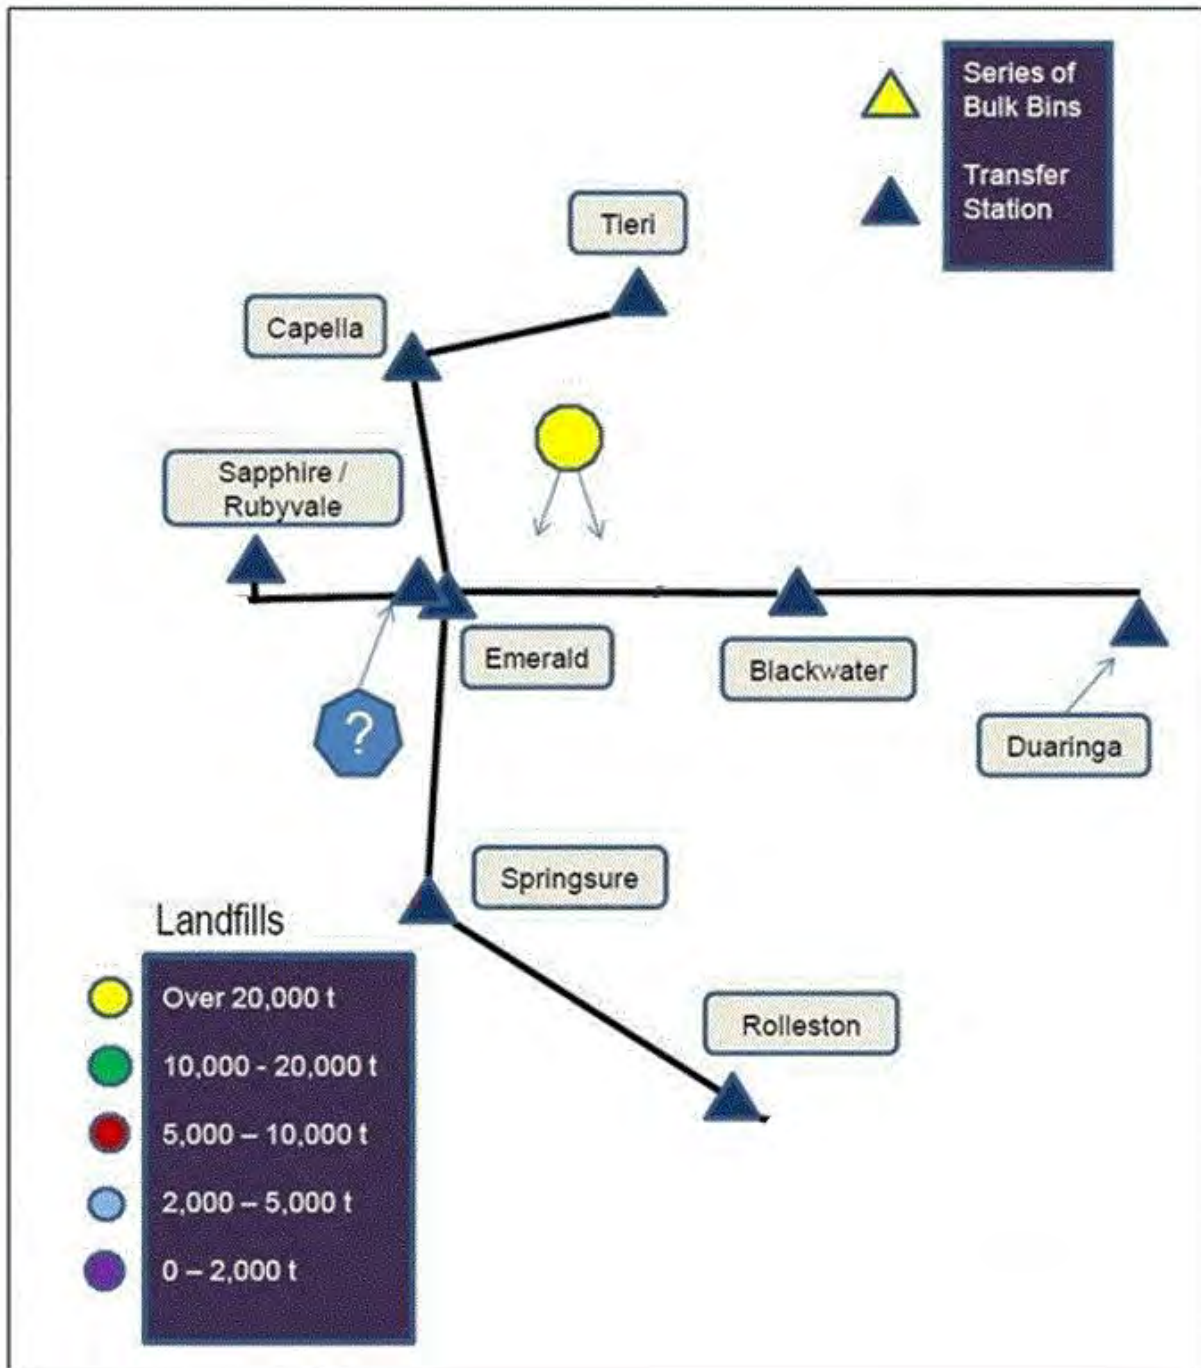 Series of
Bulk Bins
Transfer
Station
Tieri
Capella
Sapphire /
Rubyvale
Emerald
Blackwater
?
Duaringa
Springsure
Landfills
Over 20,000 t
Rolleston
10,000 - 20,000 t
5,000 – 10,000 t
2,000 – 5,000 t
0 – 2,000 t